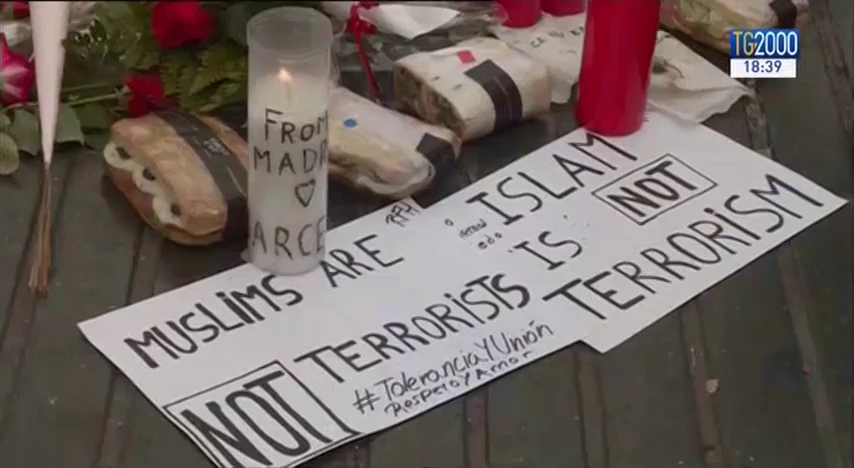 TG2000
18:39
FROM
MADR
ARCE
MUSLIMS ARE
NOT TERRORISTS
#ToleranciaYUnión
RespetoYAmor
ISLAM
IS NOT
TERRORISM